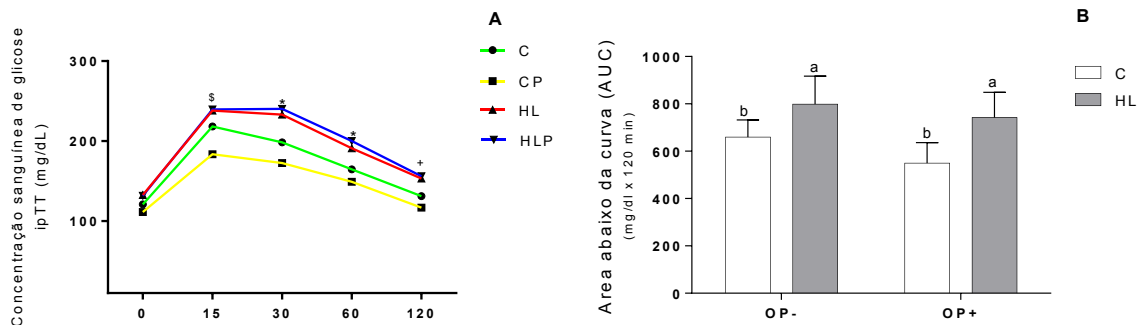 A
Concentração sanguínea de glicose
ipTT (mg/dL)
300
200
100
0
15
30
60
120
$
*
*
+
C
CP
HL
HLP
B
Area abaixo da curva (AUC)
(mg/dl x 120 min)
1000
800
600
400
200
0
b
a
b
a
OP-
OP+
C
HL